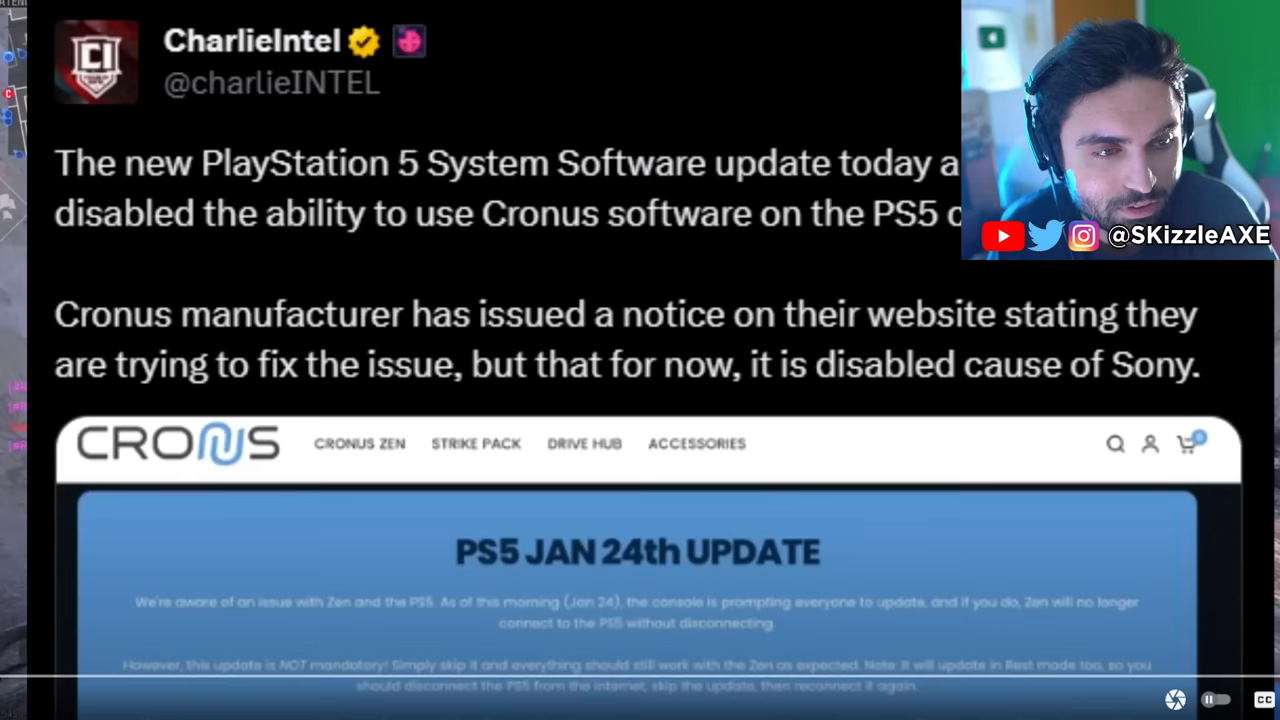 CharlieIntel
@charlieINTEL
The new PlayStation 5 System Software update today a
disabled the ability to use Cronus software on the PS5 c
@SKizzleAXE
Cronus manufacturer has issued a notice on their website stating they
are trying to fix the issue, but that for now, it is disabled cause of Sony.
CRONUS CRONUS ZEN STRIKE PACK DRIVE HUB ACCESSORIES 0
PS5 JAN 24th UPDATE
We're aware of an issue with Zen and the PS5. As of this morning (Jan 24), the console is prompting everyone to update, and if you do, Zen will no longer
connect to the PS5 without disconnecting.
However, this update is NOT mandatory! Simply skip it and everything should still work with the Zen as expected. Note: It will update in Rest mode too, so you
should disconnect the PS5 from the internet, skip the update, then reconnect it again.
CC